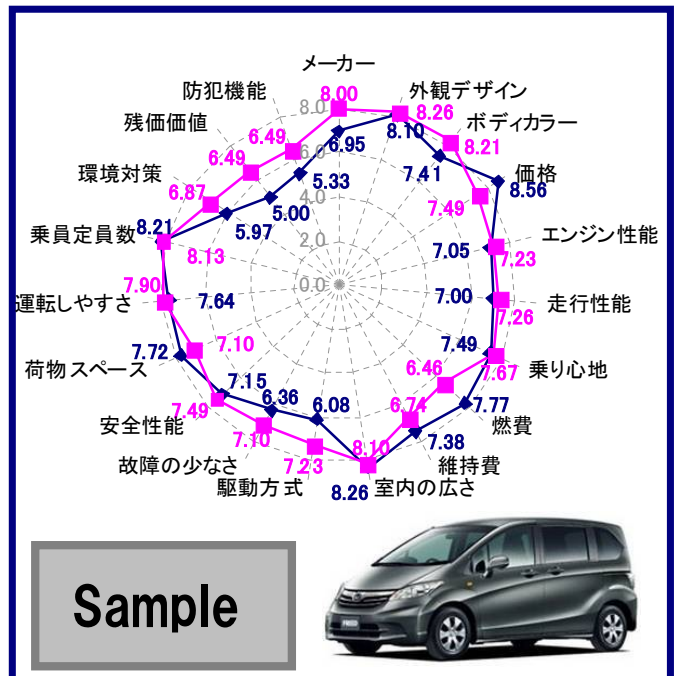 メーカー
防犯機能
外観デザイン
8.00
8.0
8.26
残価価値
ボディカラー
6.95
8.10
8.21
6.49
6.0
7.41
価格
6.49
5.33
8.56
環境対策
6.87
5.00
4.0
7.49
5.97
乗員定員数
8.21
2.0
7.05
エンジン性能
8.13
7.23
7.90
0.0
運転しやすさ
7.64
7.00
走行性能
7.26
7.72
7.10
7.49
荷物スペース
7.67
乗り心地
7.15
6.46
7.49
6.36
6.08
6.74
7.77
安全性能
燃費
7.10
8.10
7.38
故障の少なさ
7.23
維持費
駆動方式
8.26
室内の広さ
Sample